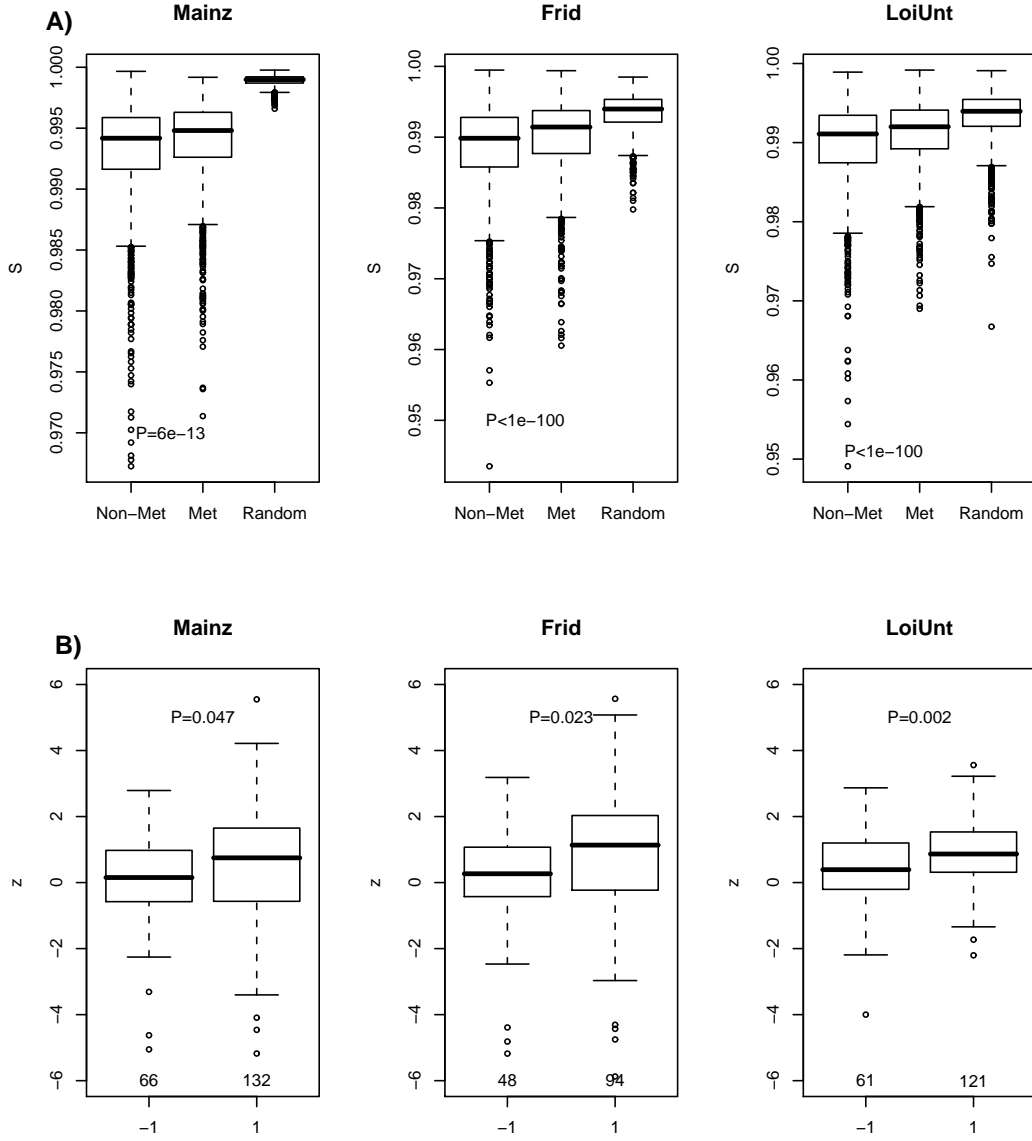 A)
Mainz
Frid
LoiUnt
S
0.970
0.975
0.980
0.985
0.990
0.995
1.000
P=6e−13
Non−Met
Met
Random
S
0.95
0.96
0.97
0.98
0.99
1.00
P<1e−100
Non−Met
Met
Random
S
0.95
0.96
0.97
0.98
0.99
1.00
P<1e−100
Non−Met
Met
Random
B)
Mainz
Frid
LoiUnt
z
−6
−4
−2
0
2
4
6
P=0.047
66
132
−1
1
z
−6
−4
−2
0
2
4
6
P=0.023
48
94
−1
1
z
−6
−4
−2
0
2
4
6
P=0.002
61
121
−1
1